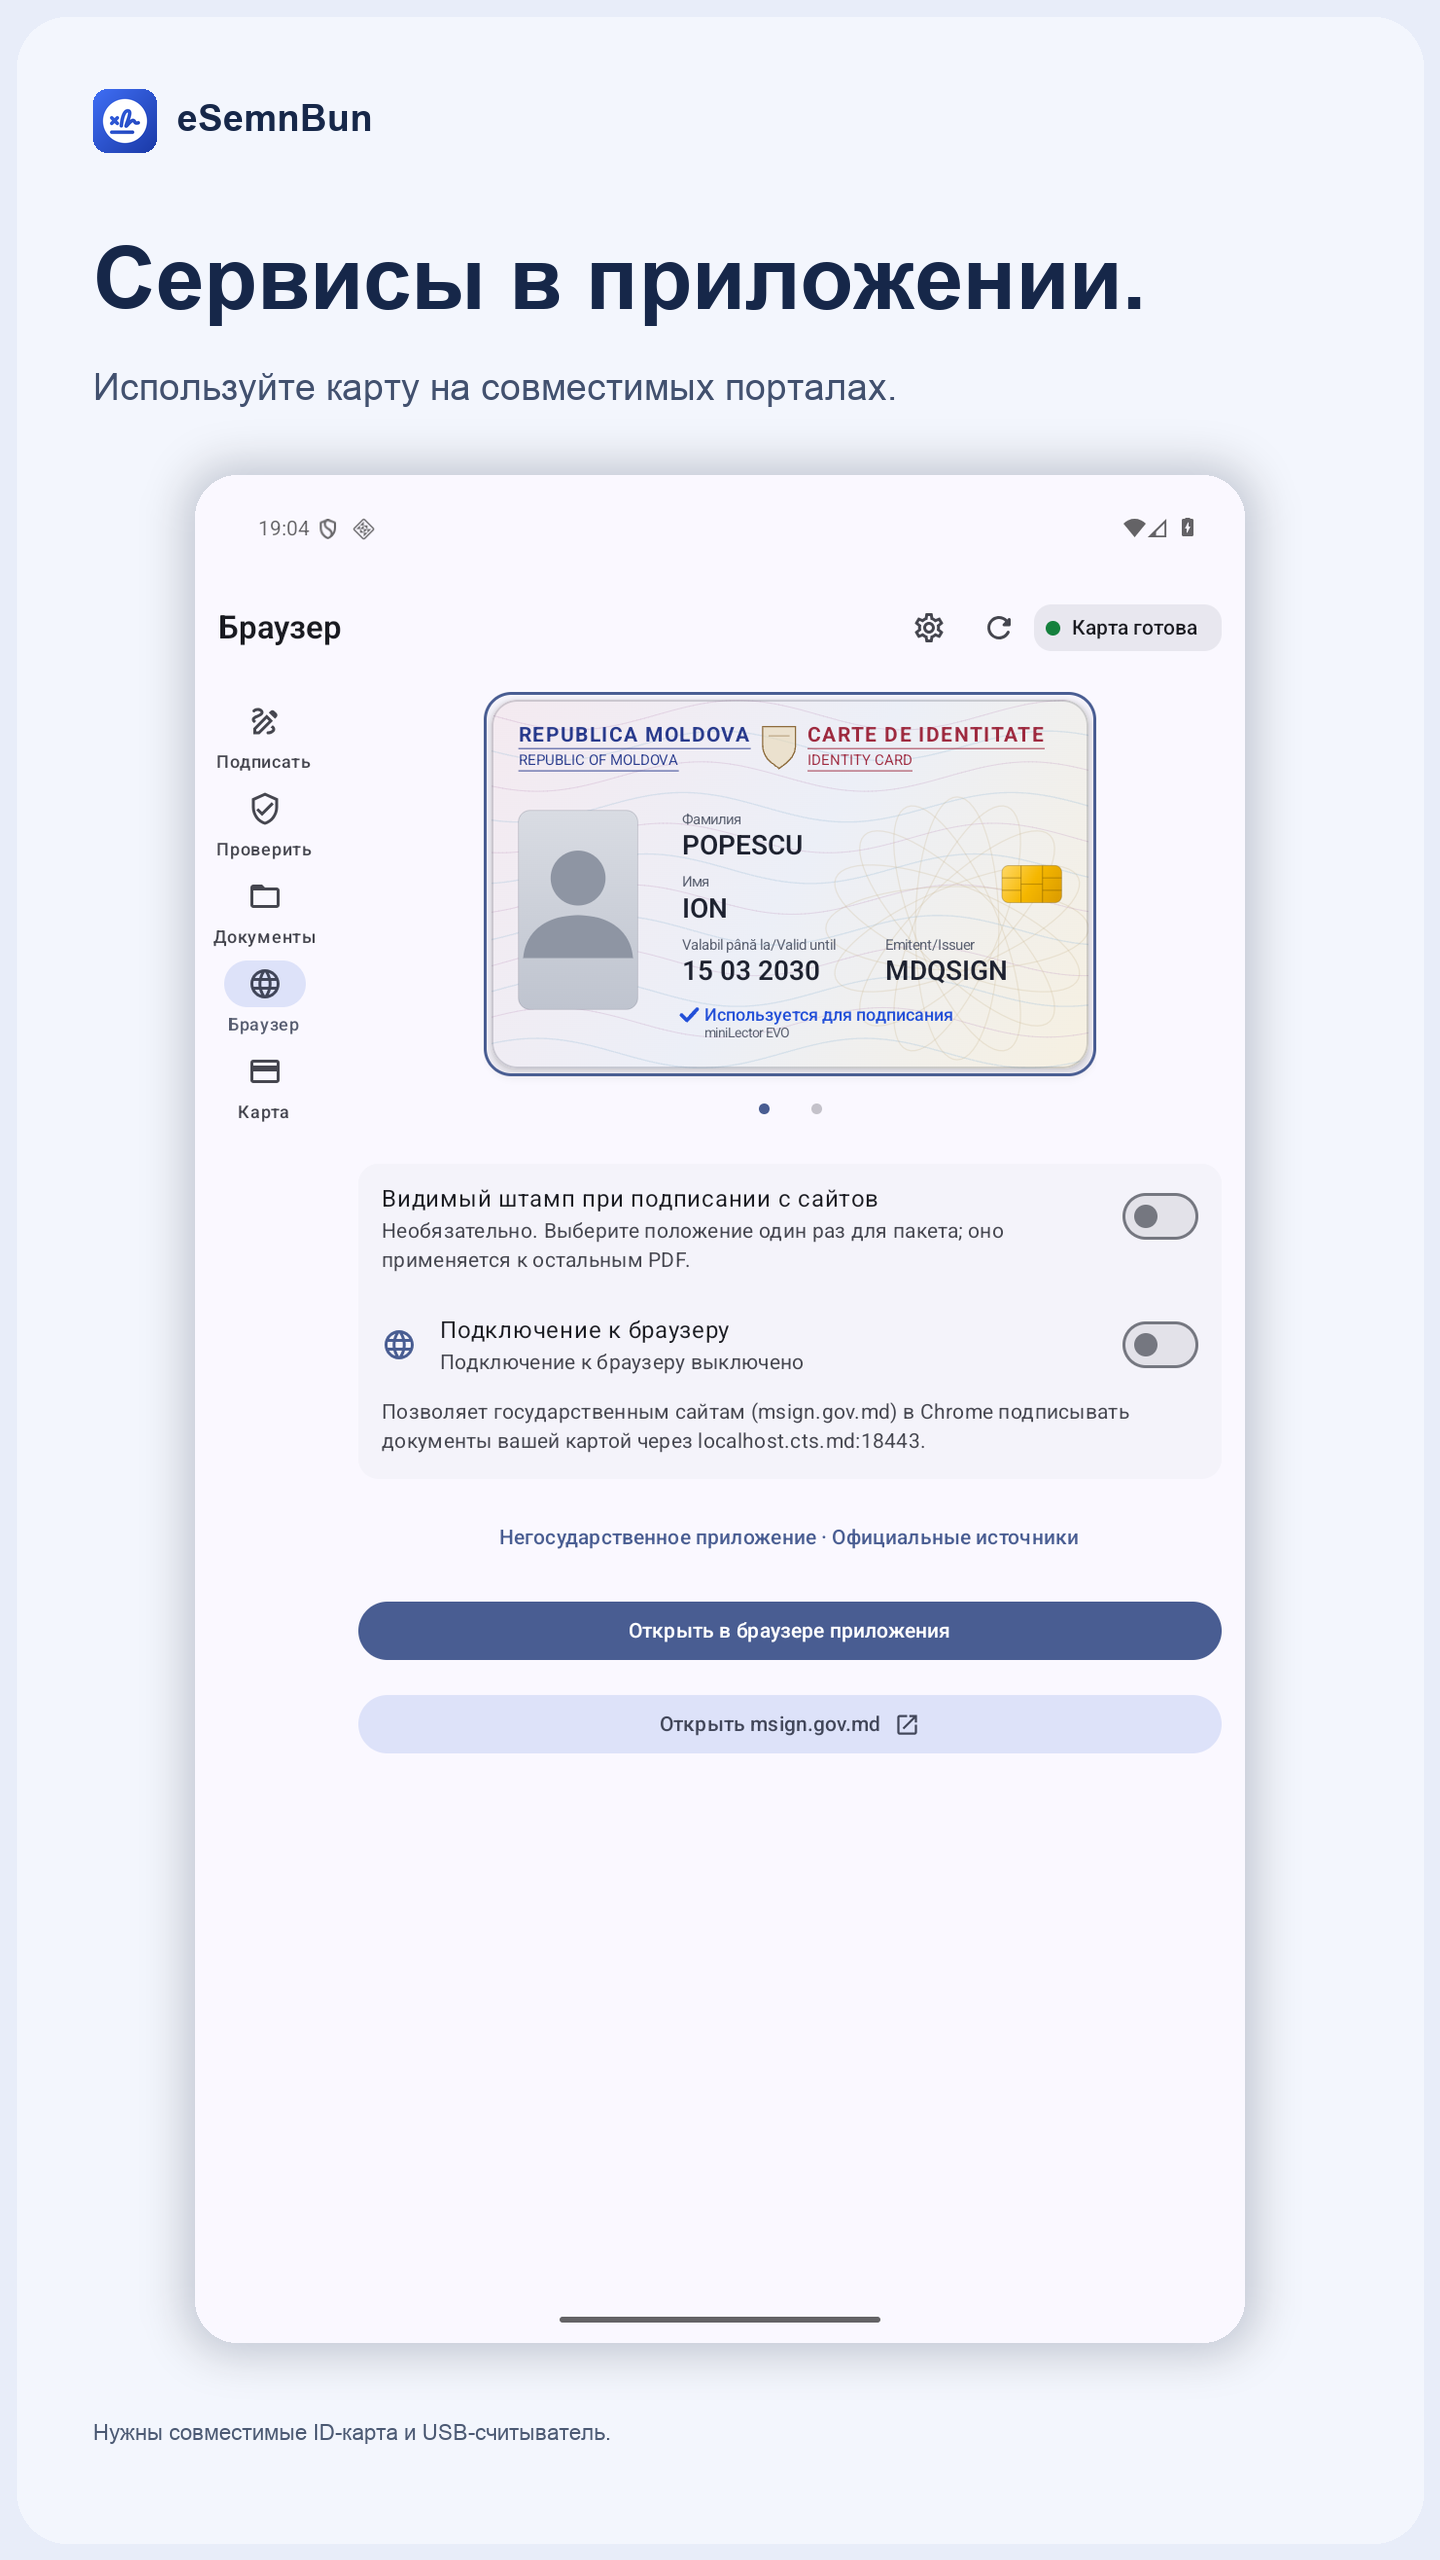 eSemnBun
Сервисы в приложении.
Используйте карту на совместимых порталах.
19:04
Браузер
Карта готова
Подписать
Проверить
Документы
Браузер
Карта
REPUBLICA MOLDOVA
REPUBLIC OF MOLDOVA
CARTE DE IDENTITATE
IDENTITY CARD
Фамилия
POPESCU
Имя
ION
Valabil până la/Valid until
15 03 2030
Emitent/Issuer
MDQSIGN
Используется для подписания
miniLector EVO
Видимый штамп при подписании с сайтов
Необязательно. Выберите положение один раз для пакета; оно
применяется к остальным PDF.
Подключение к браузеру
Подключение к браузеру выключено
Позволяет государственным сайтам (msign.gov.md) в Chrome подписывать
документы вашей картой через localhost.cts.md:18443.
Негосударственное приложение · Официальные источники
Открыть в браузере приложения
Открыть msign.gov.md
Нужны совместимые ID-карта и USB-считыватель.